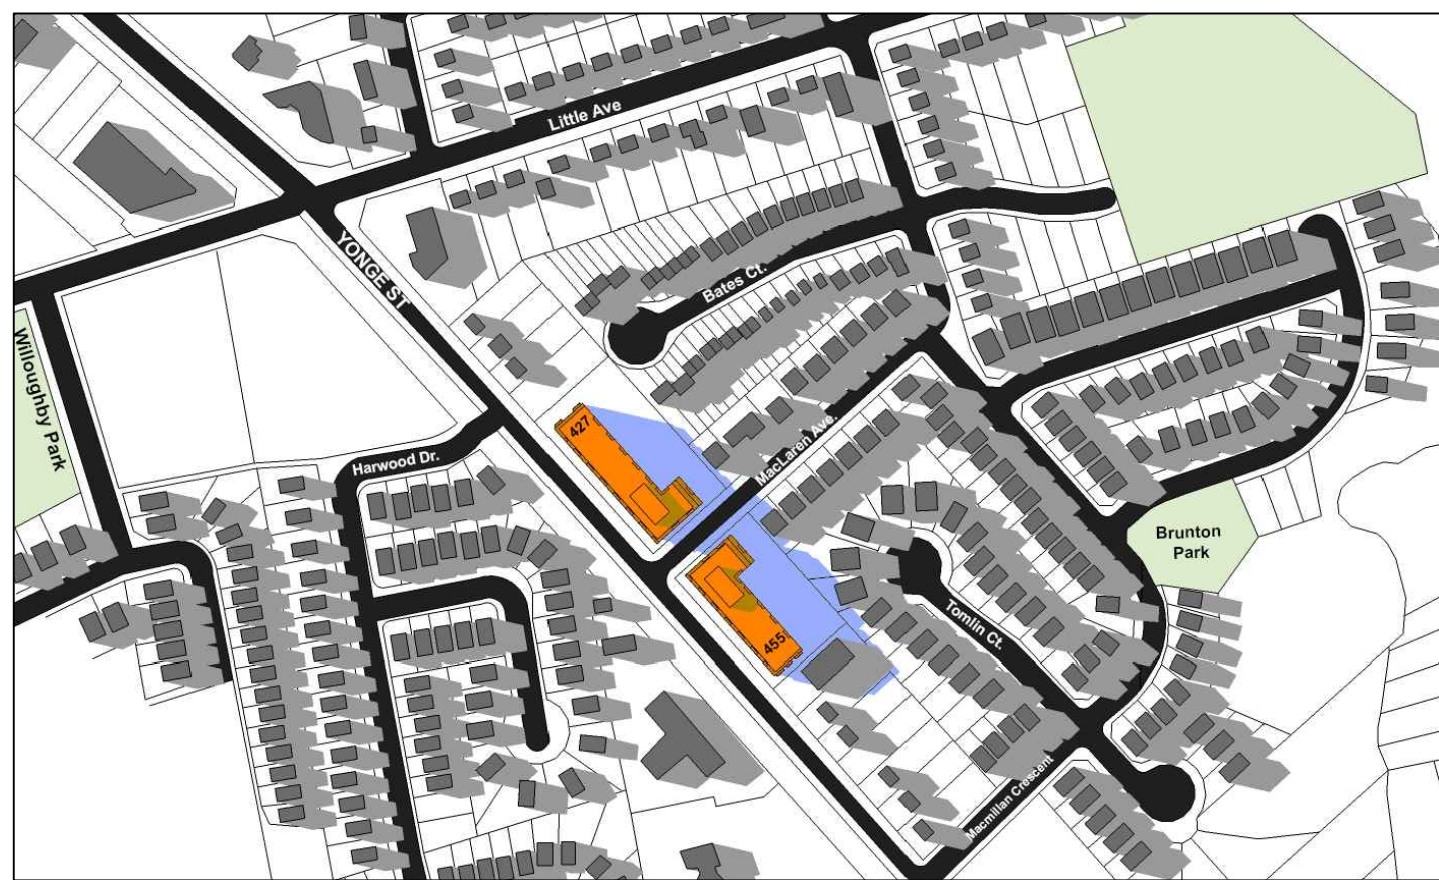 Little Ave
YONGE ST
Bates Ct.
Willoughby Park
427
MacLaren Ave.
Harwood Dr.
Brunton
Park
455
Tomlin Ct.
Macmillan Crescent